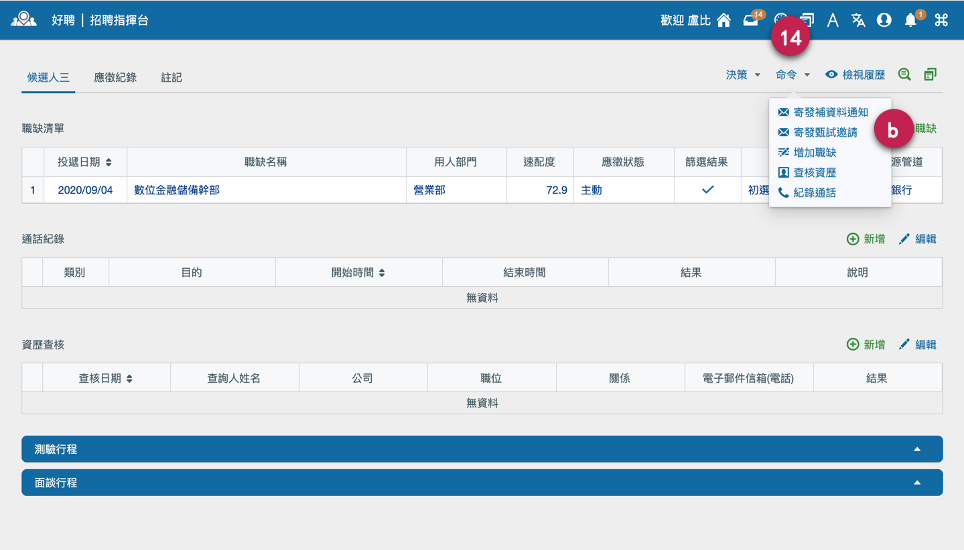 好聘 | 招聘指揮台
歡迎 盧比
14
1
14
候選人三 應徵紀錄 註記
決策 命令 檢視履歷
寄發補資料通知
寄發甄試邀請
增加職缺
查核資歷
紀錄通話
b
職缺清單
職缺
投遞日期 職缺名稱 用人部門 速配度 應徵狀態 篩選結果 源管道
1 2020/09/04 數位金融儲備幹部 營業部 72.9 主動 初選 銀行
通話紀錄
新增 編輯
類別 目的 開始時間 結束時間 結果 說明
無資料
資歷查核
新增 編輯
查核日期 查詢人姓名 公司 職位 關係 電子郵件信箱(電話) 結果
無資料
測驗行程
面談行程